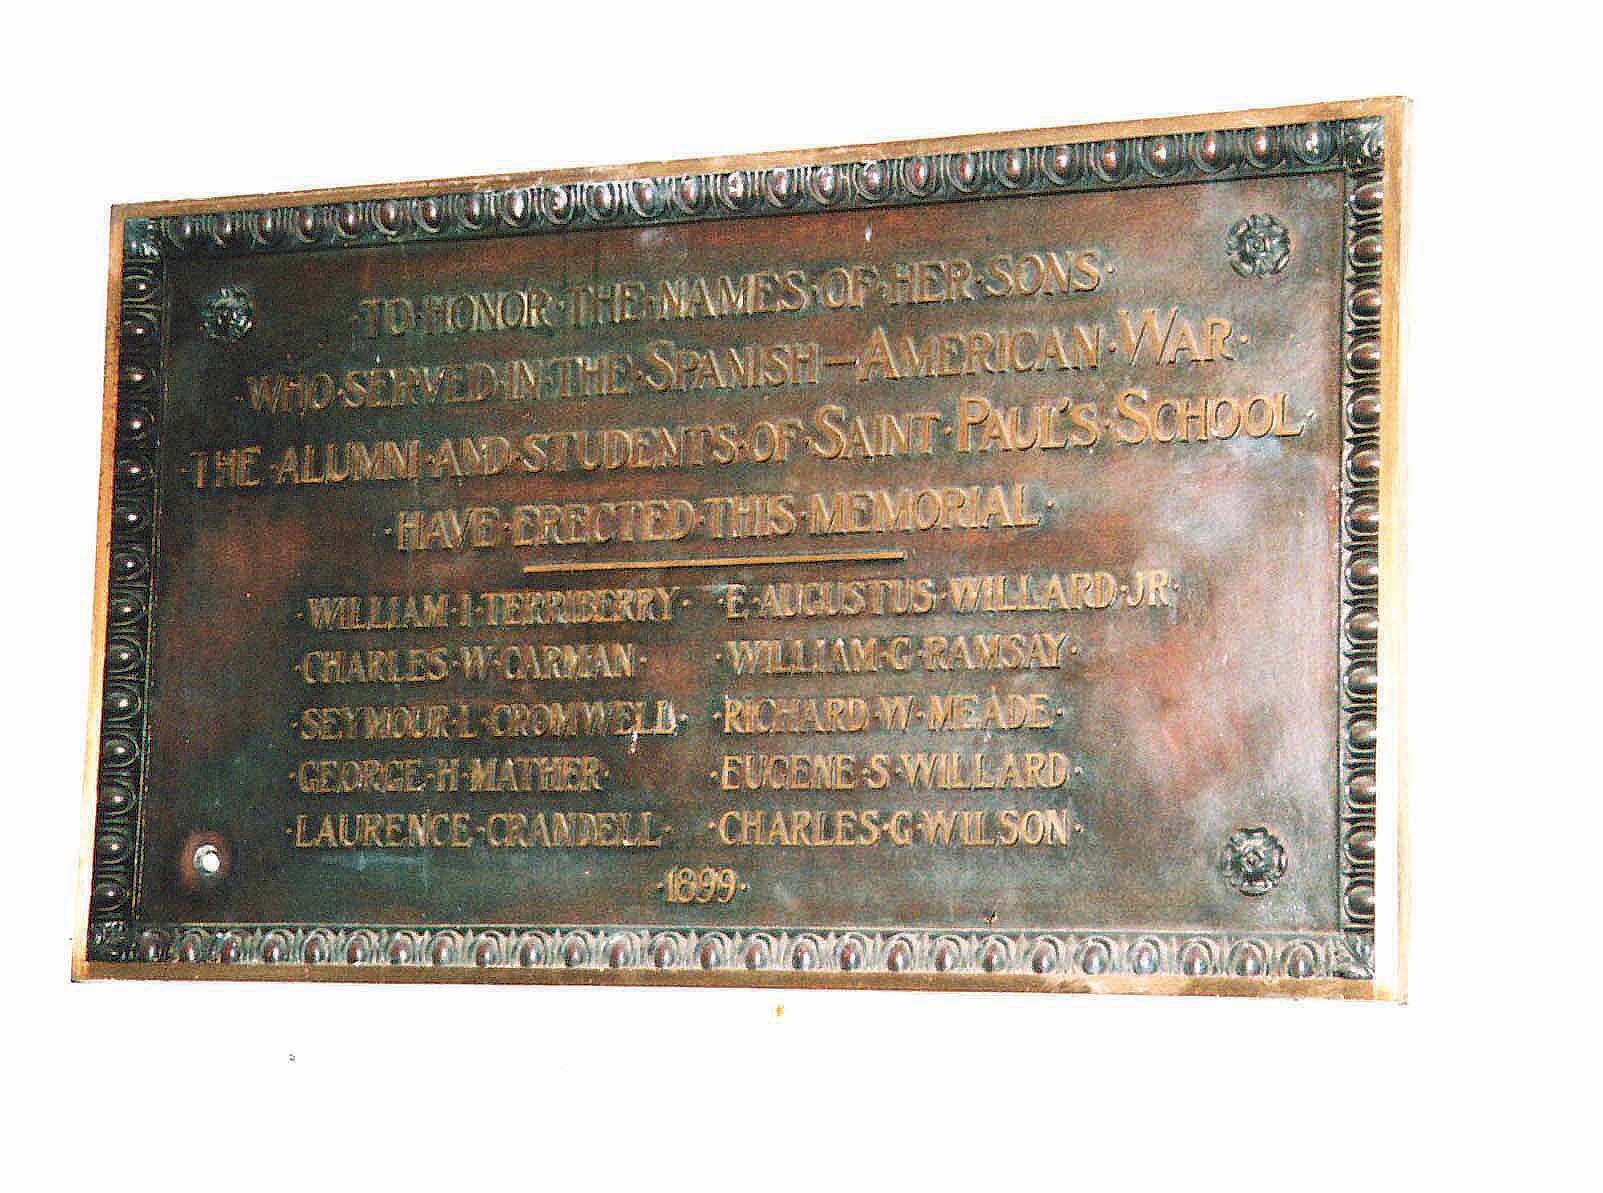 ·TO·HONOR·THE·NAMES·OF·HER·SONS·
·WHO·SERVED·IN·THE·SPANISH—AMERICAN·WAR·
·THE·ALUMNI·AND·STUDENTS·OF·SAINT·PAUL'S·SCHOOL·
·HAVE·ERECTED·THIS·MEMORIAL·
·WILLIAM·I·TERRIBERRY·
·CHARLES·W·CARMAN·
·SEYMOUR·L·CROMWELL·
·GEORGE·H·MATHER·
·LAURENCE·CRANDELL·
·E·AUGUSTUS·WILLARD·JR·
·WILLIAM·G·RAMSAY·
·RICHARD·W·MEADE·
·EUGENE·S·WILLARD·
·CHARLES·G·WILSON·
·1899·